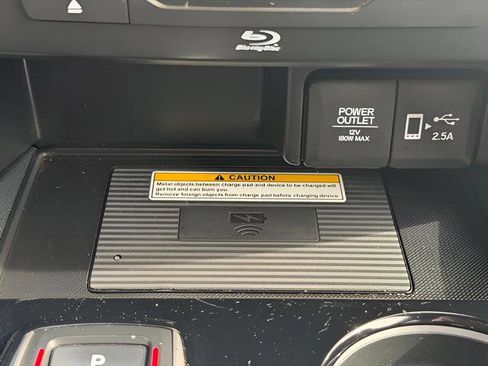 Blu-ray Disc
POWER
OUTLET
12V
180W MAX
2.5A
CAUTION
Metal objects between charge pad and device to be charged will
get hot and can burn you.
Remove foreign objects from charge pad before charging device.
P